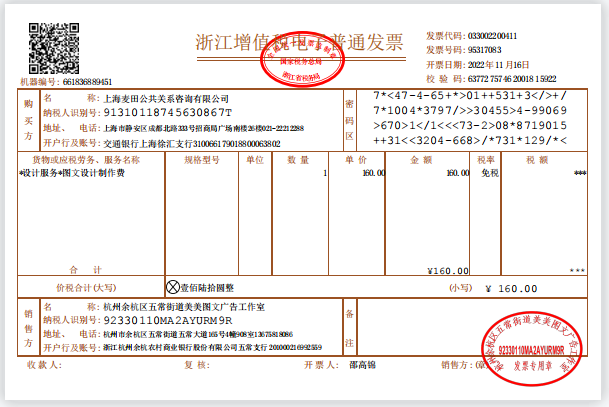 浙江增值税电子普通发票
全国统一发票监制章
国家税务总局
浙江省税务局
发票代码: 033002200411
发票号码: 95317083
开票日期: 2022年11月16日
校 验 码: 63772 75746 20018 15922
机器编号: 661836889451
购买方
名 称: 上海麦田公共关系咨询有限公司
纳税人识别号: 91310118745630867T
地址、 电话: 上海市静安区成都北路333号招商局广场南楼26楼021-22212288
开户行及账号: 交通银行上海徐汇支行310066179018800063802
密码区
7*<47-4-65+*>01++531+3</>+/
7*1004*3797/>>30455>4-99069
>670>1</1<<<73-2>08*8719015
++31<<3204-668>/*731*129/*<
货物或应税劳务、服务名称 规格型号 单位 数 量 单 价 金 额 税率 税 额
*设计服务*图文设计制作费 1 160.00 160.00 免税 ***
合 计 ¥160.00 ***
价税合计(大写) ⊗壹佰陆拾圆整 (小写) ¥ 160.00
销售方
名 称: 杭州余杭区五常街道美美图文广告工作室
纳税人识别号: 92330110MA2AYURM9R
地址、 电话: 杭州市余杭区五常街道五常大道165号4幢908室13675818086
开户行及账号: 浙江杭州余杭农村商业银行股份有限公司五常支行 201000216992559
备注
收 款 人: 复 核: 开 票 人: 邵高锦 销 售 方: (章)
杭州余杭区五常街道美美图文广告工作室
92330110MA2AYURM9R
发票专用章